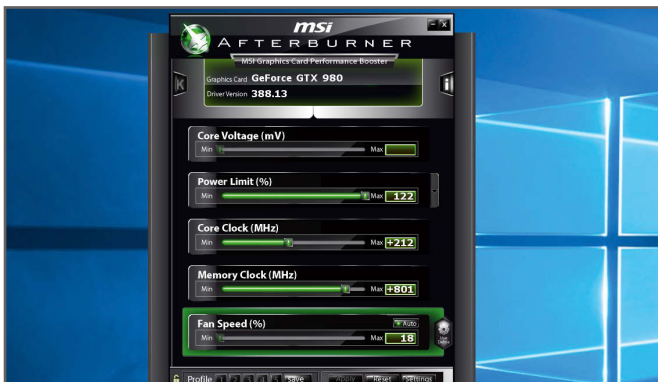 msi
AFTERBURNER
MSI Graphics Card Performance Booster
Graphics Card GeForce GTX 980
Driver Version 388.13
K
i
Core Voltage (mV)
Min Max
Power Limit (%)
Min Max 122
Core Clock (MHz)
Min Max +212
Memory Clock (MHz)
Min Max +801
Fan Speed (%)
Auto
Min Max 18
User
Define
Profile 1 2 3 4 5 save Apply Reset Settings